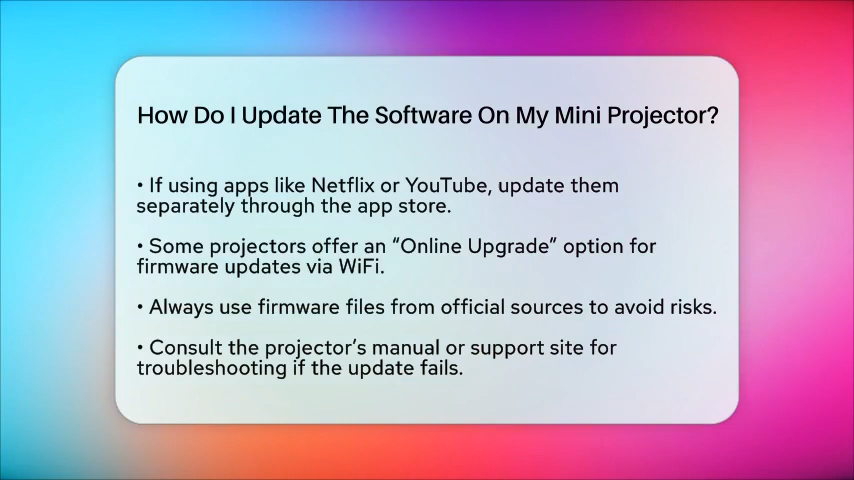 How Do I Update The Software On My Mini Projector?
• If using apps like Netflix or YouTube, update them
separately through the app store.
• Some projectors offer an “Online Upgrade” option for
firmware updates via WiFi.
• Always use firmware files from official sources to avoid risks.
• Consult the projector’s manual or support site for
troubleshooting if the update fails.